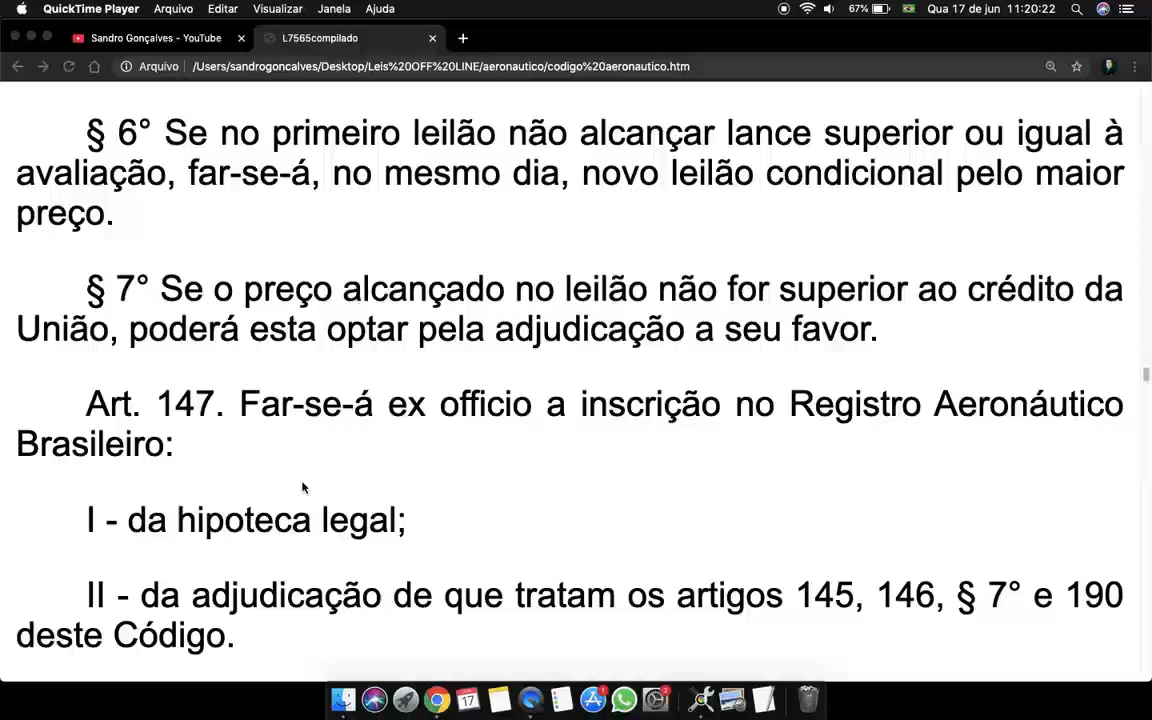 QuickTime Player Arquivo Editar Visualizar Janela Ajuda 67% Qua 17 de jun 11:20:22
Sandro Gonçalves - YouTube L7565compilado
Arquivo /Users/sandrogoncalves/Desktop/Leis%20OFF%20LINE/aeronautico/codigo%20aeronautico.htm
§ 6° Se no primeiro leilão não alcançar lance superior ou igual à
avaliação, far-se-á, no mesmo dia, novo leilão condicional pelo maior
preço.
§ 7° Se o preço alcançado no leilão não for superior ao crédito da
União, poderá esta optar pela adjudicação a seu favor.
Art. 147. Far-se-á ex officio a inscrição no Registro Aeronáutico
Brasileiro:
I - da hipoteca legal;
II - da adjudicação de que tratam os artigos 145, 146, § 7° e 190
deste Código.
17